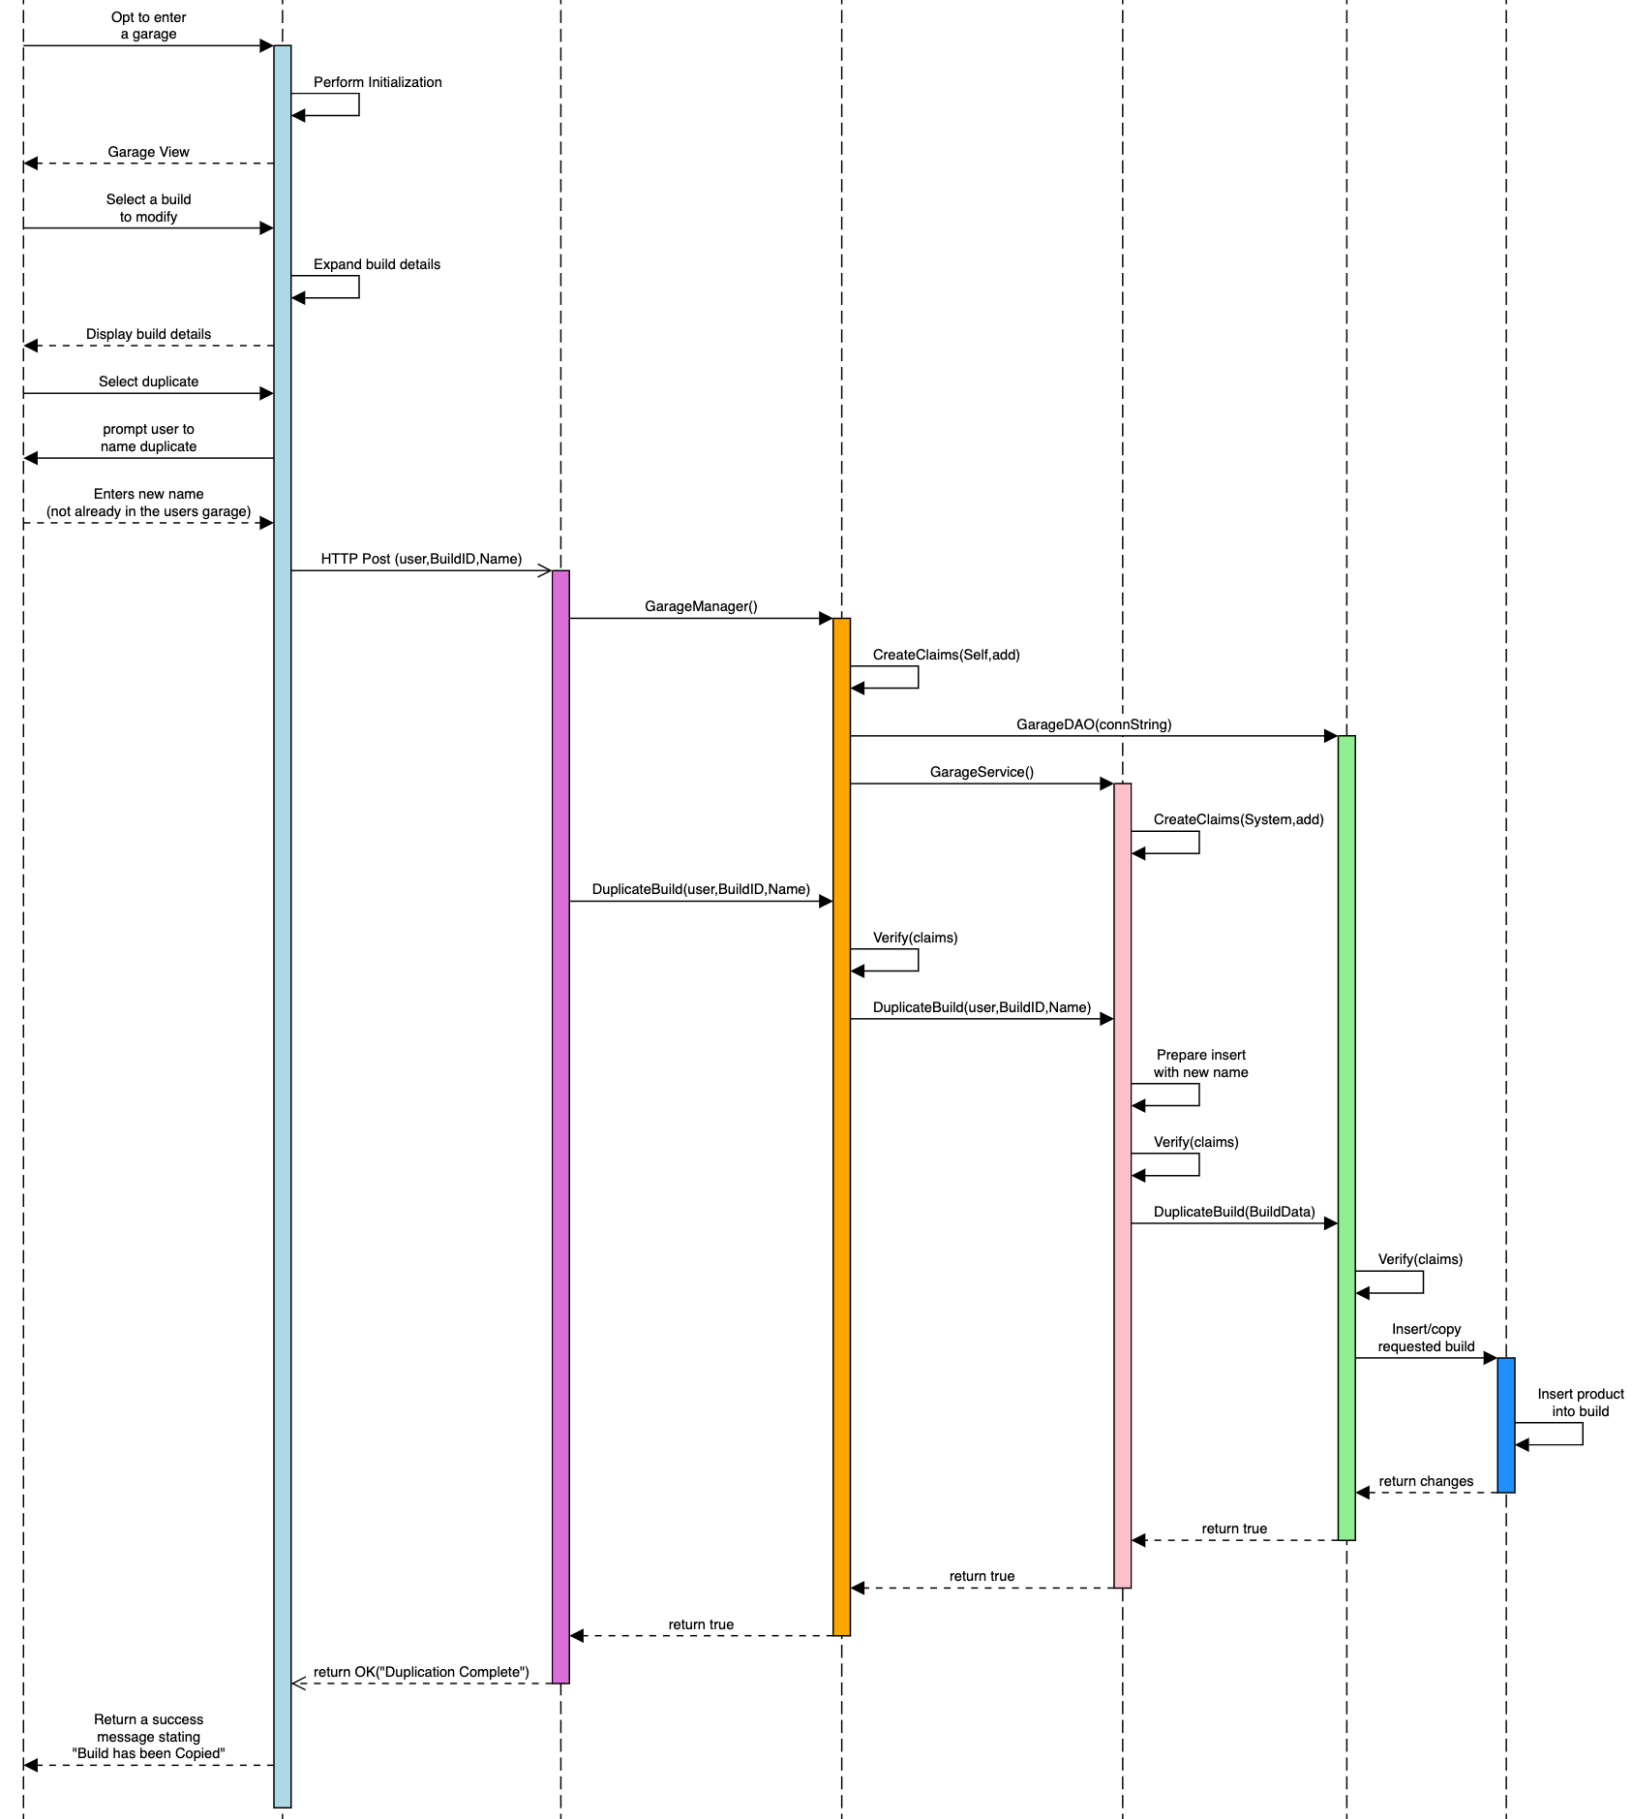 Opt to enter
a garage
Perform Initialization
Garage View
Select a build
to modify
Expand build details
Display build details
Select duplicate
prompt user to
name duplicate
Enters new name
(not already in the users garage)
HTTP Post (user,BuildID,Name)
GarageManager()
CreateClaims(Self,add)
GarageDAO(connString)
GarageService()
CreateClaims(System,add)
DuplicateBuild(user,BuildID,Name)
Verify(claims)
DuplicateBuild(user,BuildID,Name)
Prepare insert
with new name
Verify(claims)
DuplicateBuild(BuildData)
Verify(claims)
Insert/copy
requested build
Insert product
into build
return changes
return true
return true
return true
return OK("Duplication Complete")
Return a success
message stating
"Build has been Copied"